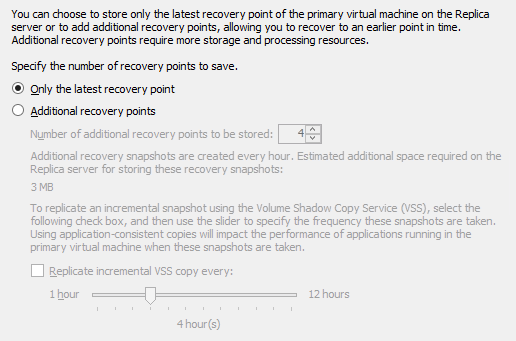 You can choose to store only the latest recovery point of the primary virtual machine on the Replica
server or to add additional recovery points, allowing you to recover to an earlier point in time.
Additional recovery points require more storage and processing resources.
Specify the number of recovery points to save.
Only the latest recovery point
Additional recovery points
Number of additional recovery points to be stored: 4
Additional recovery snapshots are created every hour. Estimated additional space required on the
Replica server for storing these recovery snapshots:
3 MB
To replicate an incremental snapshot using the Volume Shadow Copy Service (VSS), select the
following check box, and then use the slider to specify the frequency these snapshots are taken.
Using application-consistent copies will impact the performance of applications running in the
primary virtual machine when these snapshots are taken.
Replicate incremental VSS copy every:
1 hour 12 hours
4 hour(s)